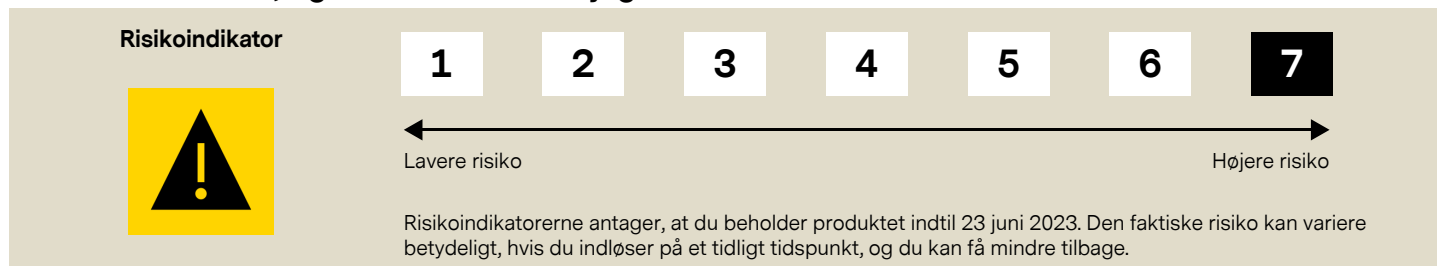 Risikoindikator
1 2 3 4 5 6 7
Lavere risiko Højere risiko
Risikoindikatorerne antager, at du beholder produktet indtil 23 juni 2023. Den faktiske risiko kan variere
betydeligt, hvis du indløser på et tidligt tidspunkt, og du kan få mindre tilbage.